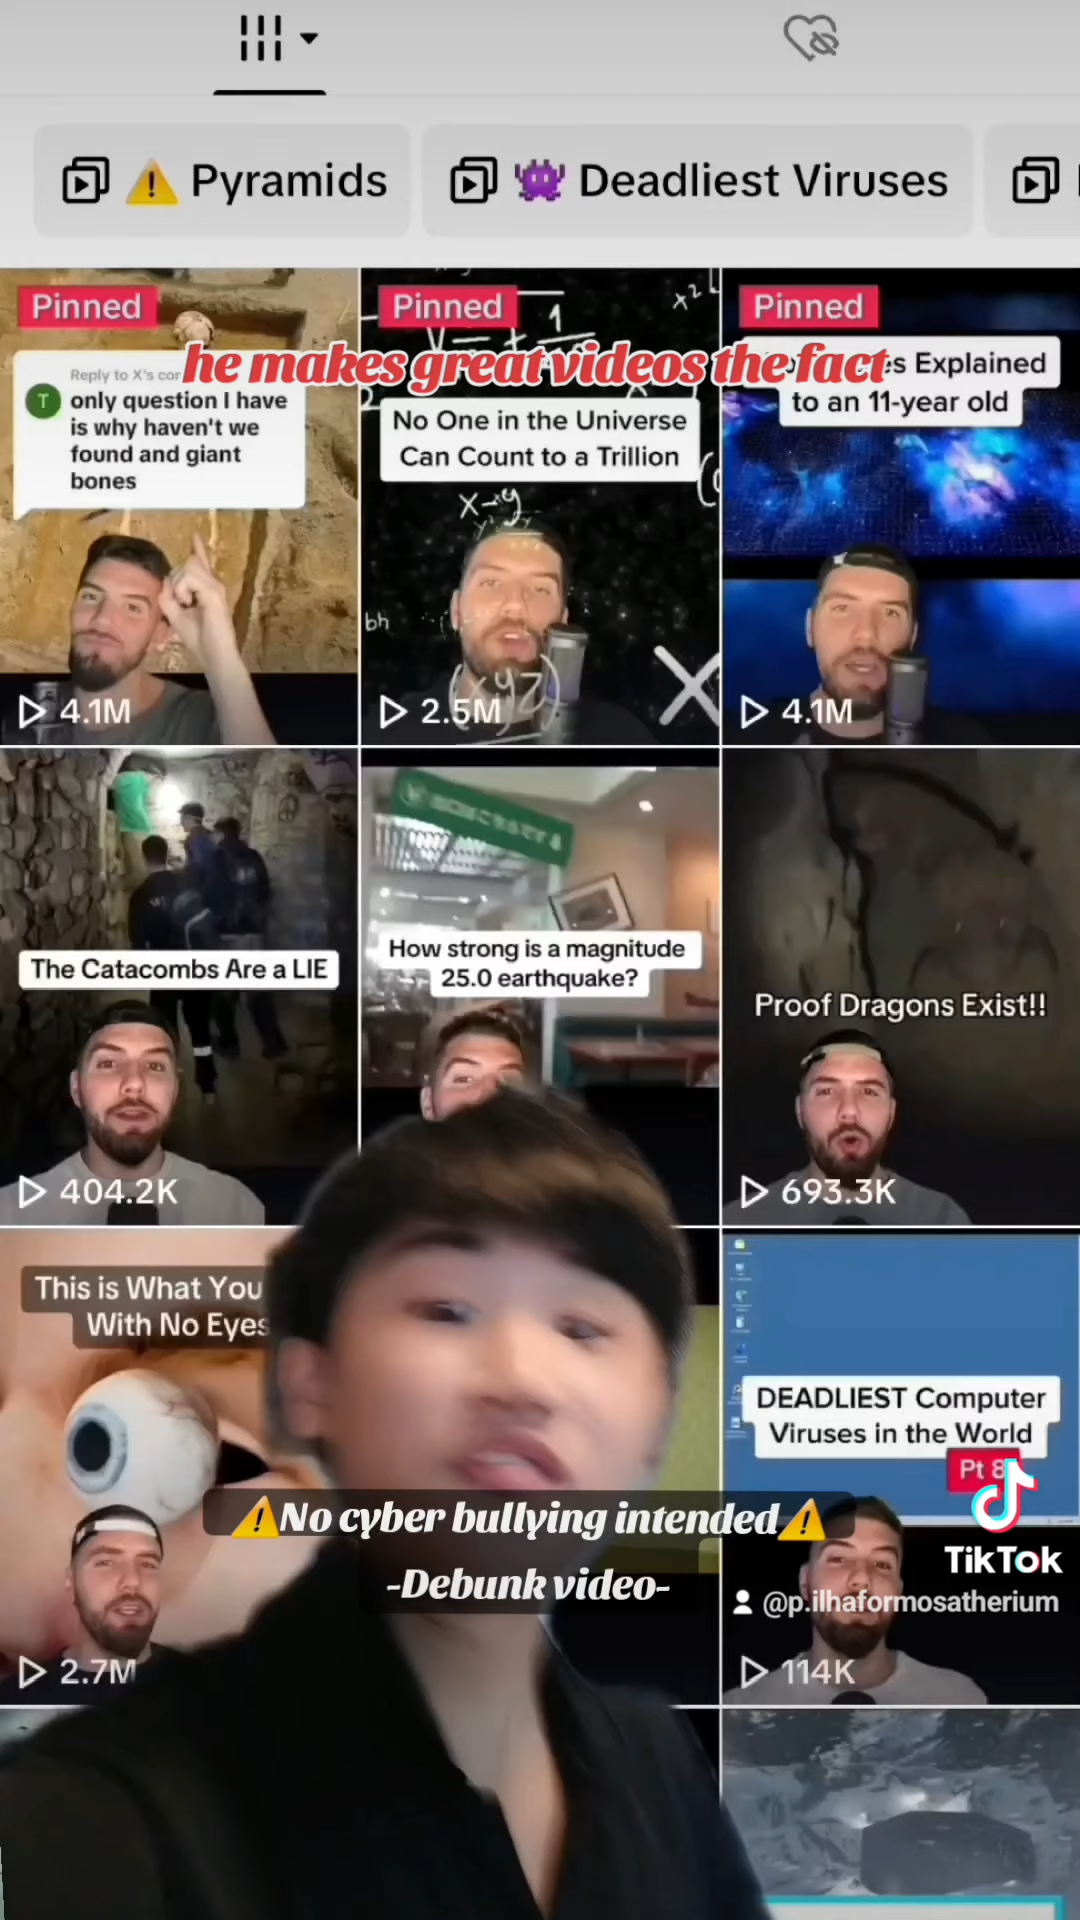 Pyramids
Deadliest Viruses
Pinned
Pinned
Pinned
he makes great videos the fact
Reply to X's
only question I have
is why haven't we
found and giant
bones
T
No One in the Universe
Can Count to a Trillion
Explained
to an 11-year old
4.1M
2.5M
4.1M
The Catacombs Are a LIE
How strong is a magnitude
25.0 earthquake?
Proof Dragons Exist!!
404.2K
693.3K
This is What You
With No Eyes
DEADLIEST Computer
Viruses in the World
Pt 8
⚠️No cyber bullying intended⚠️
-Debunk video-
TikTok
@p.ilhaformosatherium
2.7M
114K